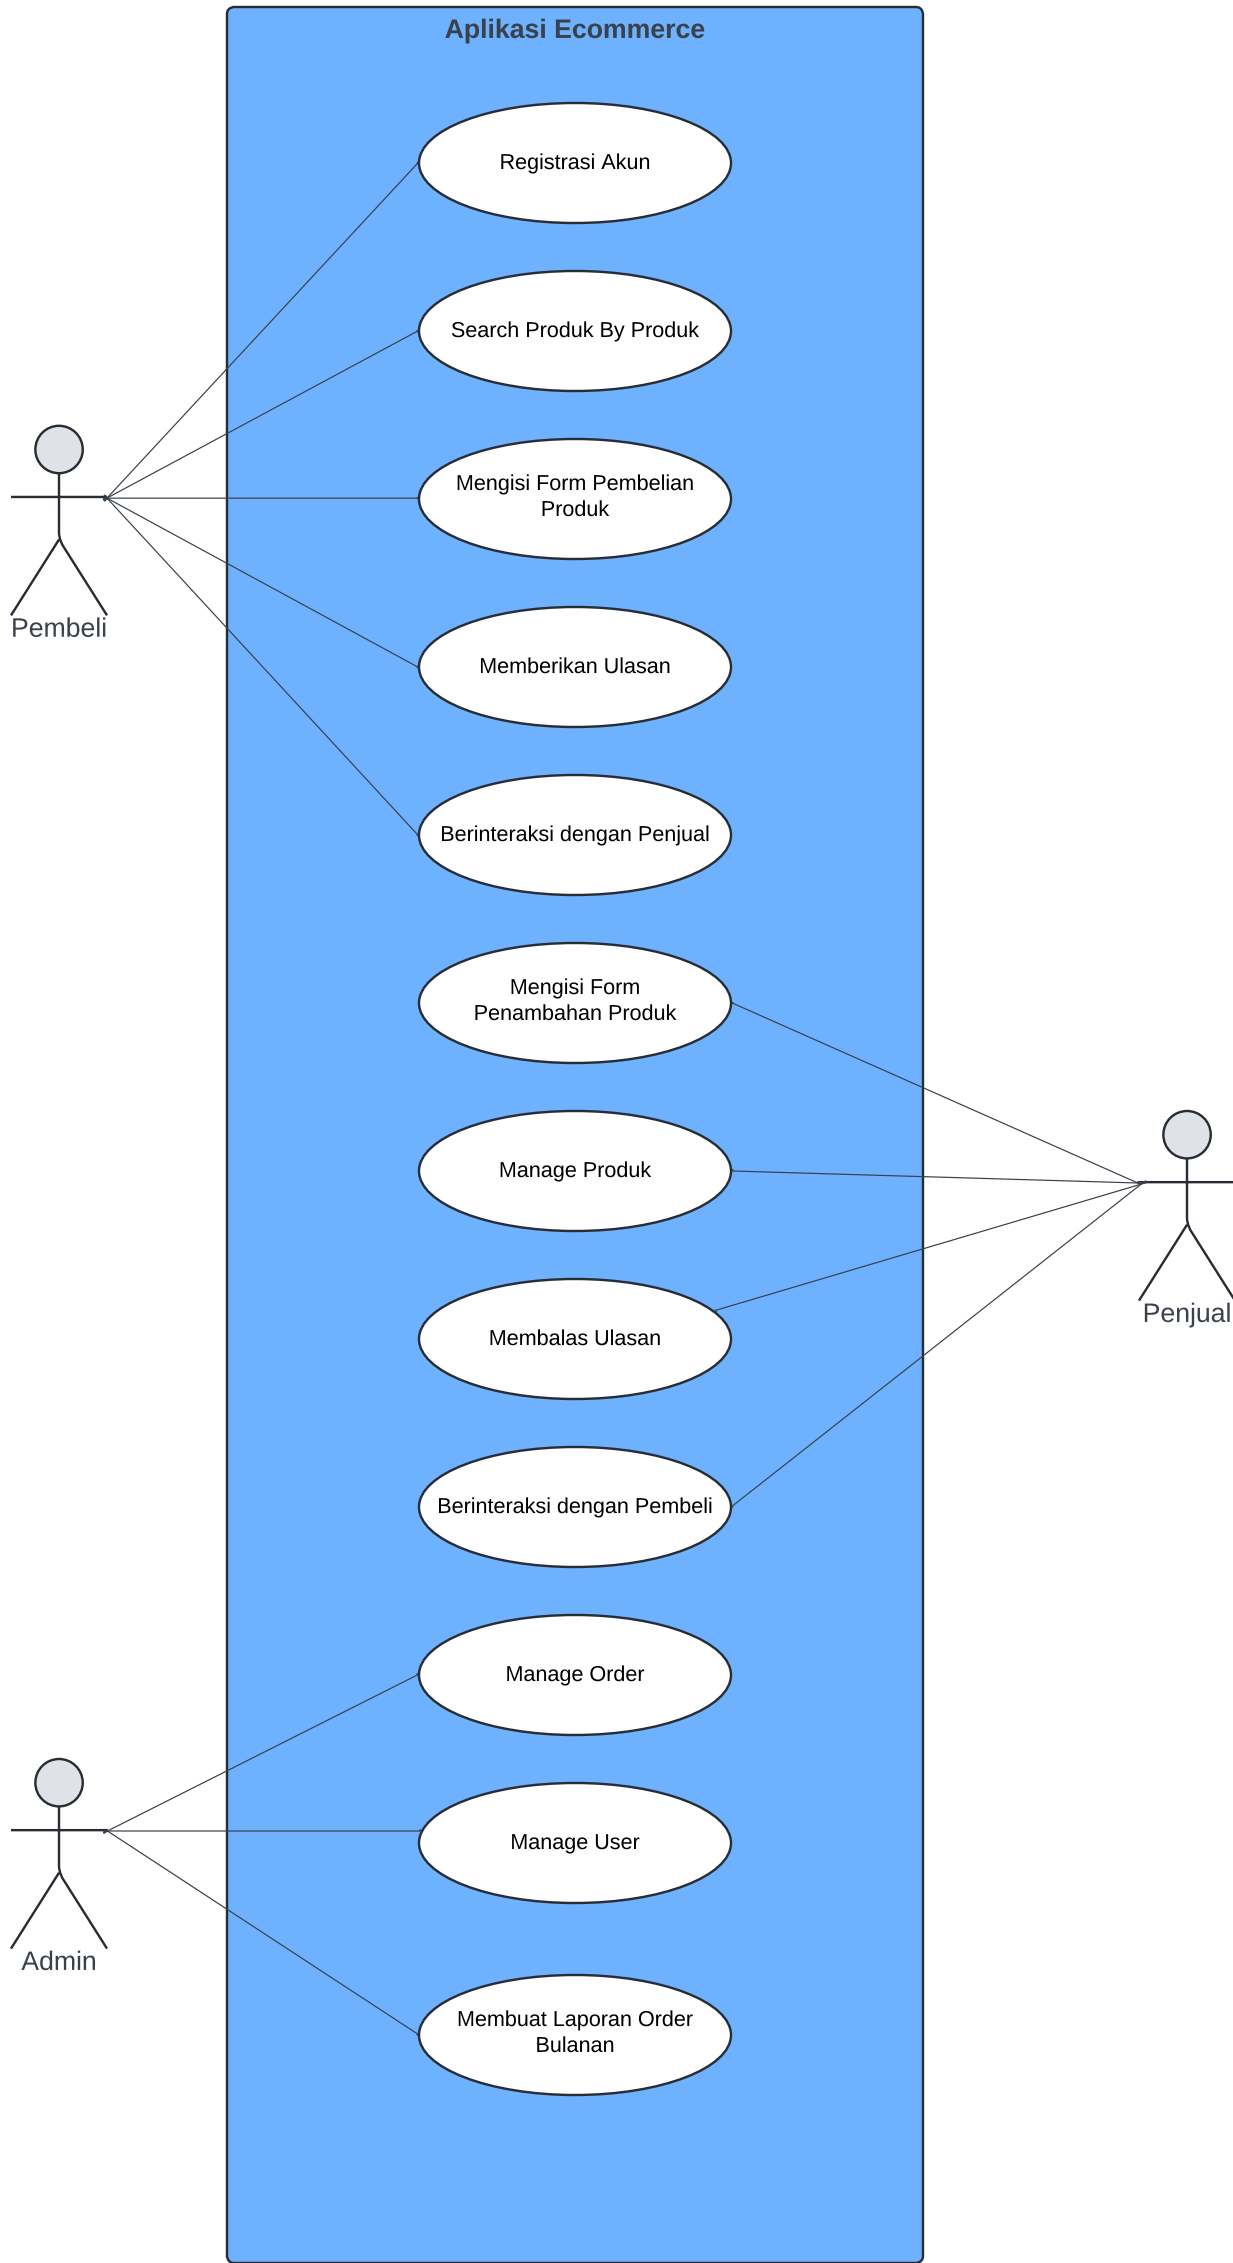 Aplikasi Ecommerce
Registrasi Akun
Search Produk By Produk
Mengisi Form Pembelian
Produk
Pembeli
Memberikan Ulasan
Berinteraksi dengan Penjual
Mengisi Form
Penambahan Produk
Manage Produk
Penjual
Membalas Ulasan
Berinteraksi dengan Pembeli
Manage Order
Manage User
Admin
Membuat Laporan Order
Bulanan